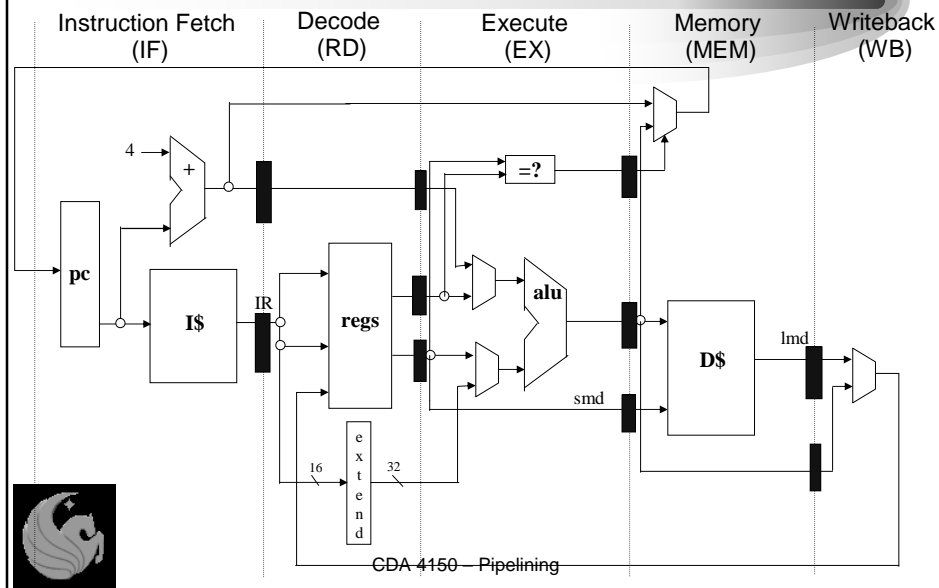 Instruction Fetch
(IF)
Decode
(RD)
Execute
(EX)
Memory
(MEM)
Writeback
(WB)
4
+
=?
pc
I$
IR
regs
alu
D$
lmd
smd
16
extend
32
CDA 4150 – Pipelining